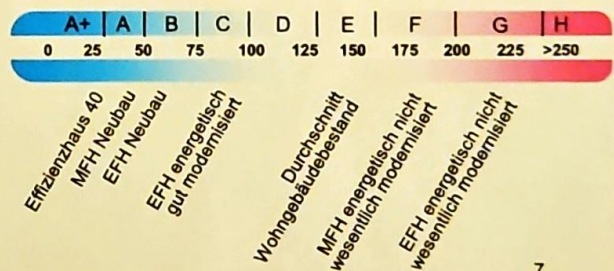 A+ | A | B | C | D | E | F | G | H
0 25 50 75 100 125 150 175 200 225 >250
Effizienzhaus 40
MFH Neubau
EFH Neubau
EFH energetisch
gut modernisiert
Durchschnitt
Wohngebäudebestand
MFH energetisch nicht
wesentlich modernisiert
EFH energetisch nicht
wesentlich modernisiert